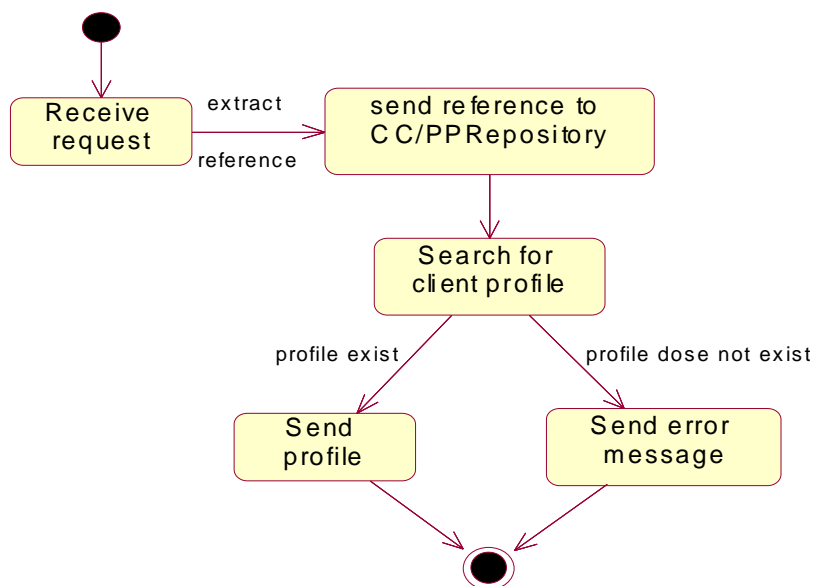 Receive
request
extract
reference
send reference to
CC/PPRepository
Search for
client profile
profile exist
profile dose not exist
Send
profile
Send error
message